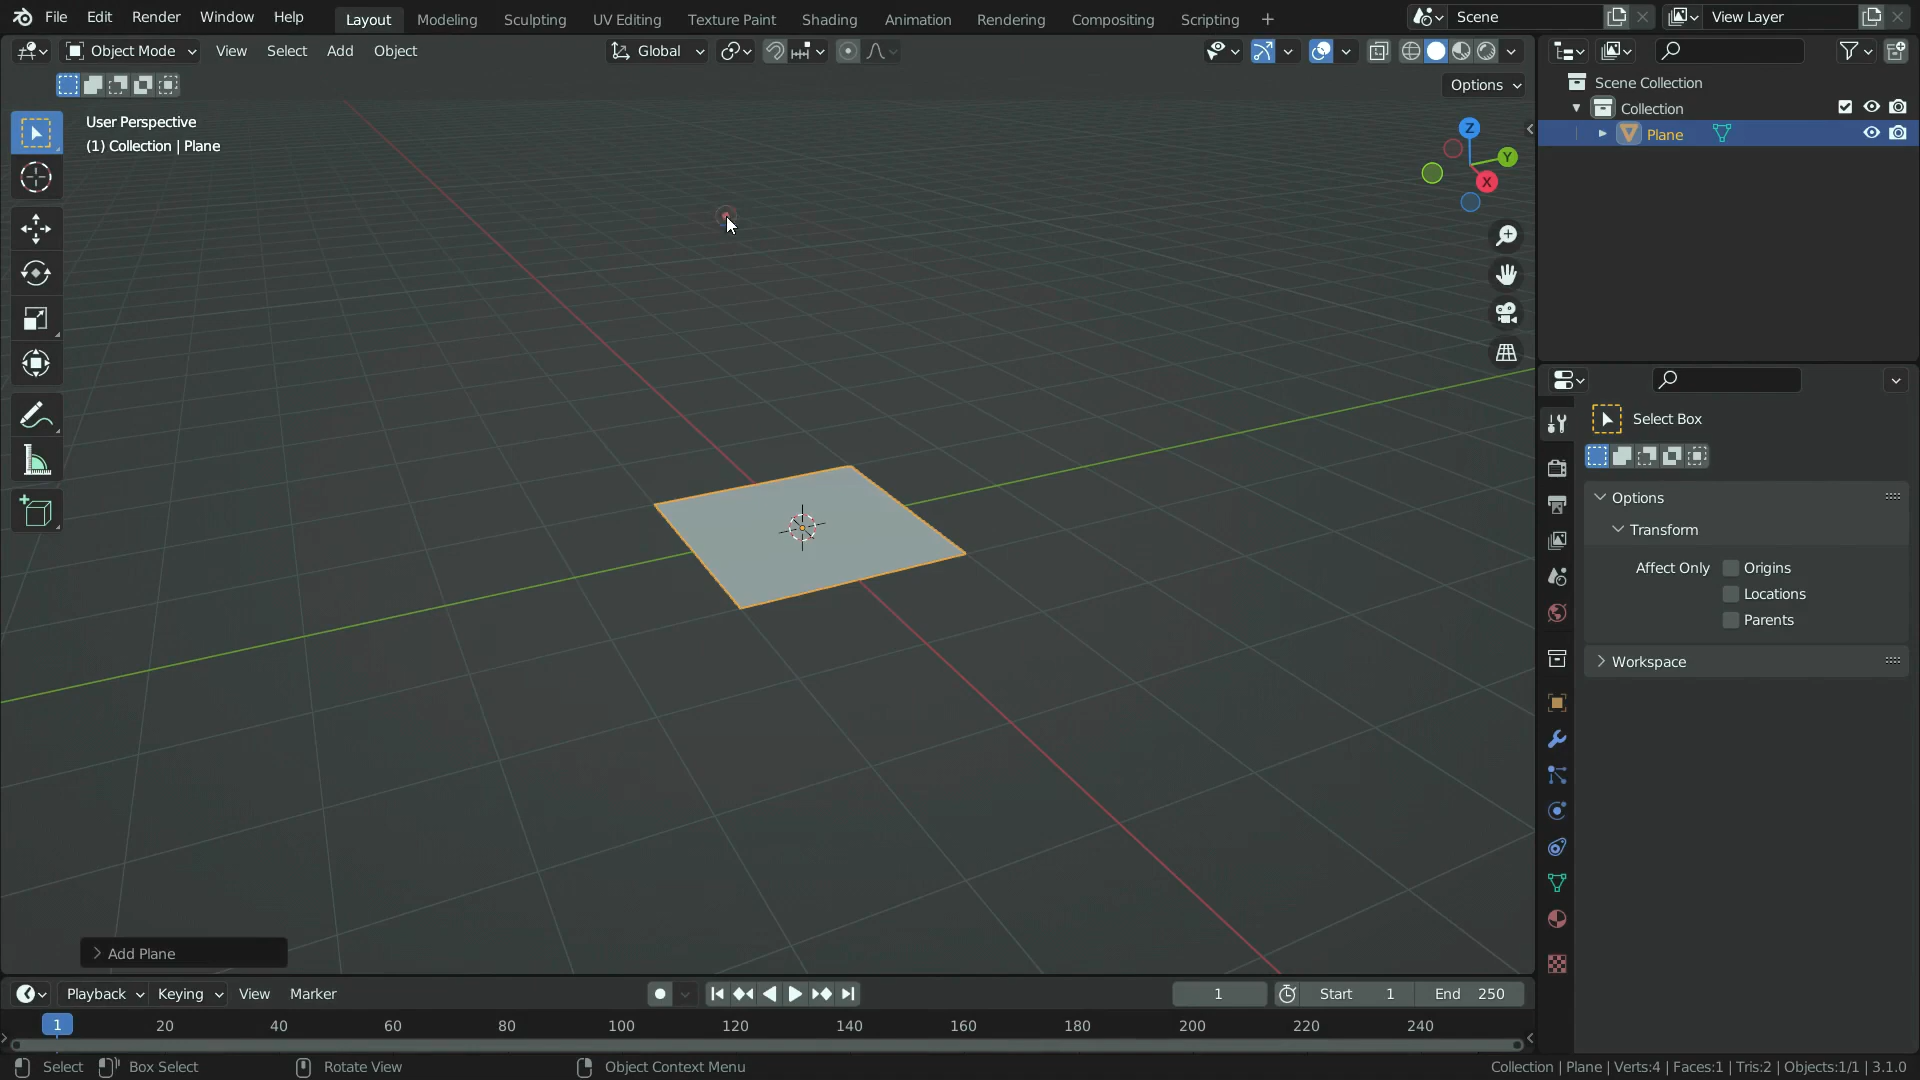 File Edit Render Window Help Layout Modeling Sculpting UV Editing Texture Paint Shading Animation Rendering Compositing Scripting + Scene View Layer
Object Mode View Select Add Object Global
Options
User Perspective
(1) Collection | Plane
Z
Y
X
Scene Collection
Collection
Plane
Select Box
Options
Transform
Affect Only Origins
Locations
Parents
Workspace
Add Plane
Playback Keying View Marker 1 Start 1 End 250
1 20 40 60 80 100 120 140 160 180 200 220 240
Select Box Select Rotate View Object Context Menu Collection | Plane | Verts:4 | Faces:1 | Tris:2 | Objects:1/1 | 3.1.0